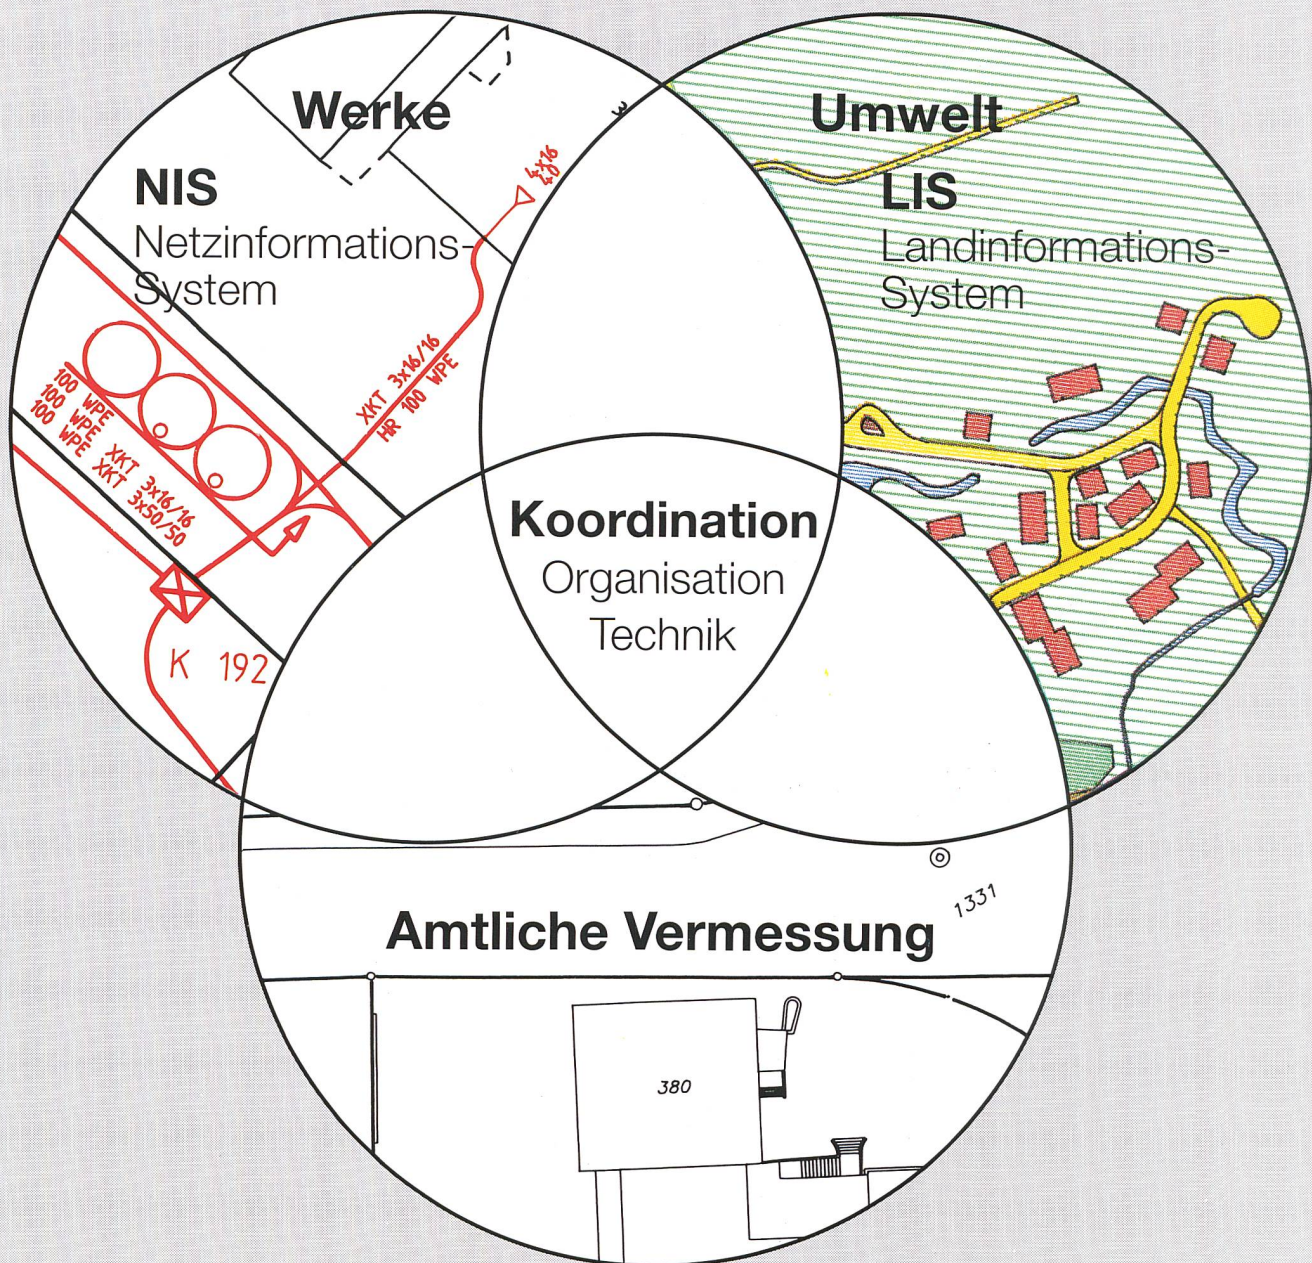 Werke
NIS
Netzinformations-
System
4x16
40
XKT 3x16/16
HR 100 WPE
100 WPE
100 WPE XKT 3x16/16
100 WPE XKT 3x50/50
K 192
Umwelt
LIS
Landinformations-
System
Koordination
Organisation
Technik
Amtliche Vermessung
1331
380